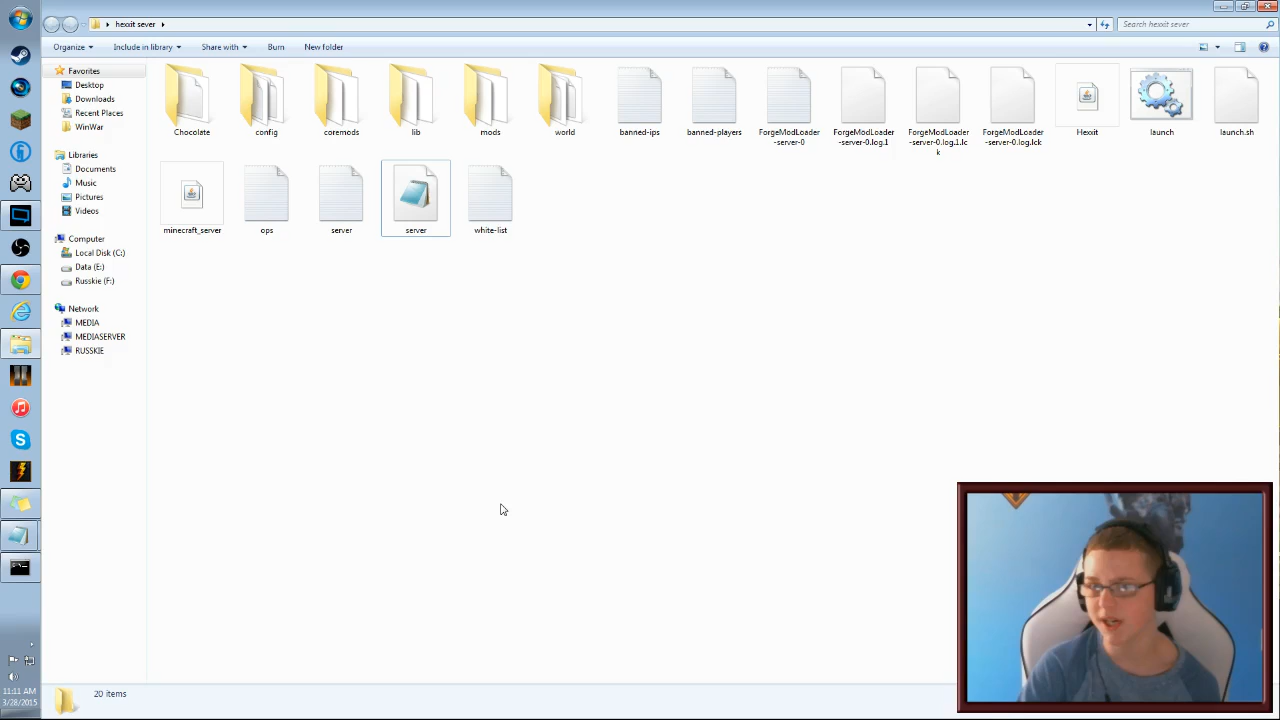 hexxit sever
Search hexxit sever
Organize Include in library Share with Burn New folder
Favorites
Desktop
Downloads
Recent Places
WinWar
Libraries
Documents
Music
Pictures
Videos
Computer
Local Disk (C:)
Data (E:)
Russkie (F:)
Network
MEDIA
MEDIASERVER
RUSSKIE
Chocolate
config
coremods
lib
mods
world
banned-ips
banned-players
ForgeModLoader
-server-0
ForgeModLoader
-server-0.log.1
ForgeModLoader
-server-0.log.1.lc
k
ForgeModLoader
-server-0.log.lck
Hexxit
launch
launch.sh
minecraft_server
ops
server
server
white-list
20 items
11:11 AM
3/28/2015